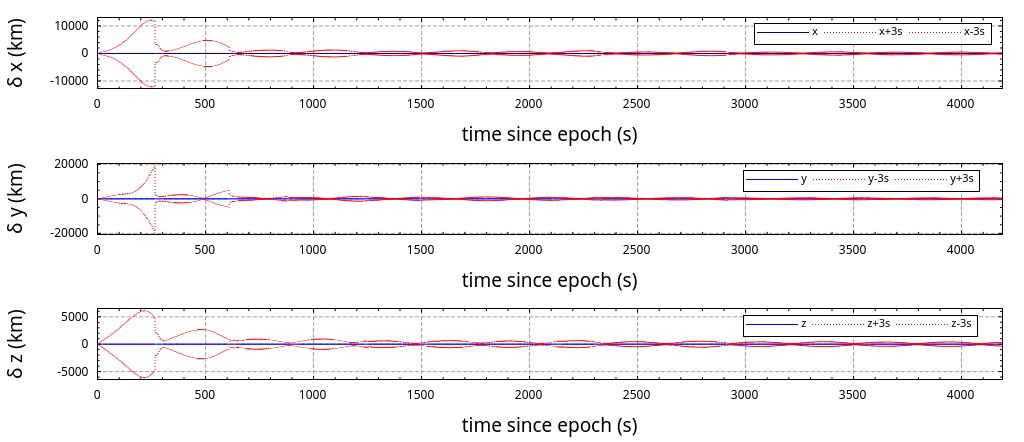 δ x (km)
10000
0
-10000
x x+3s x-3s
0 500 1000 1500 2000 2500 3000 3500 4000
time since epoch (s)
δ y (km)
20000
0
-20000
y y-3s y+3s
0 500 1000 1500 2000 2500 3000 3500 4000
time since epoch (s)
δ z (km)
5000
0
-5000
z z+3s z-3s
0 500 1000 1500 2000 2500 3000 3500 4000
time since epoch (s)